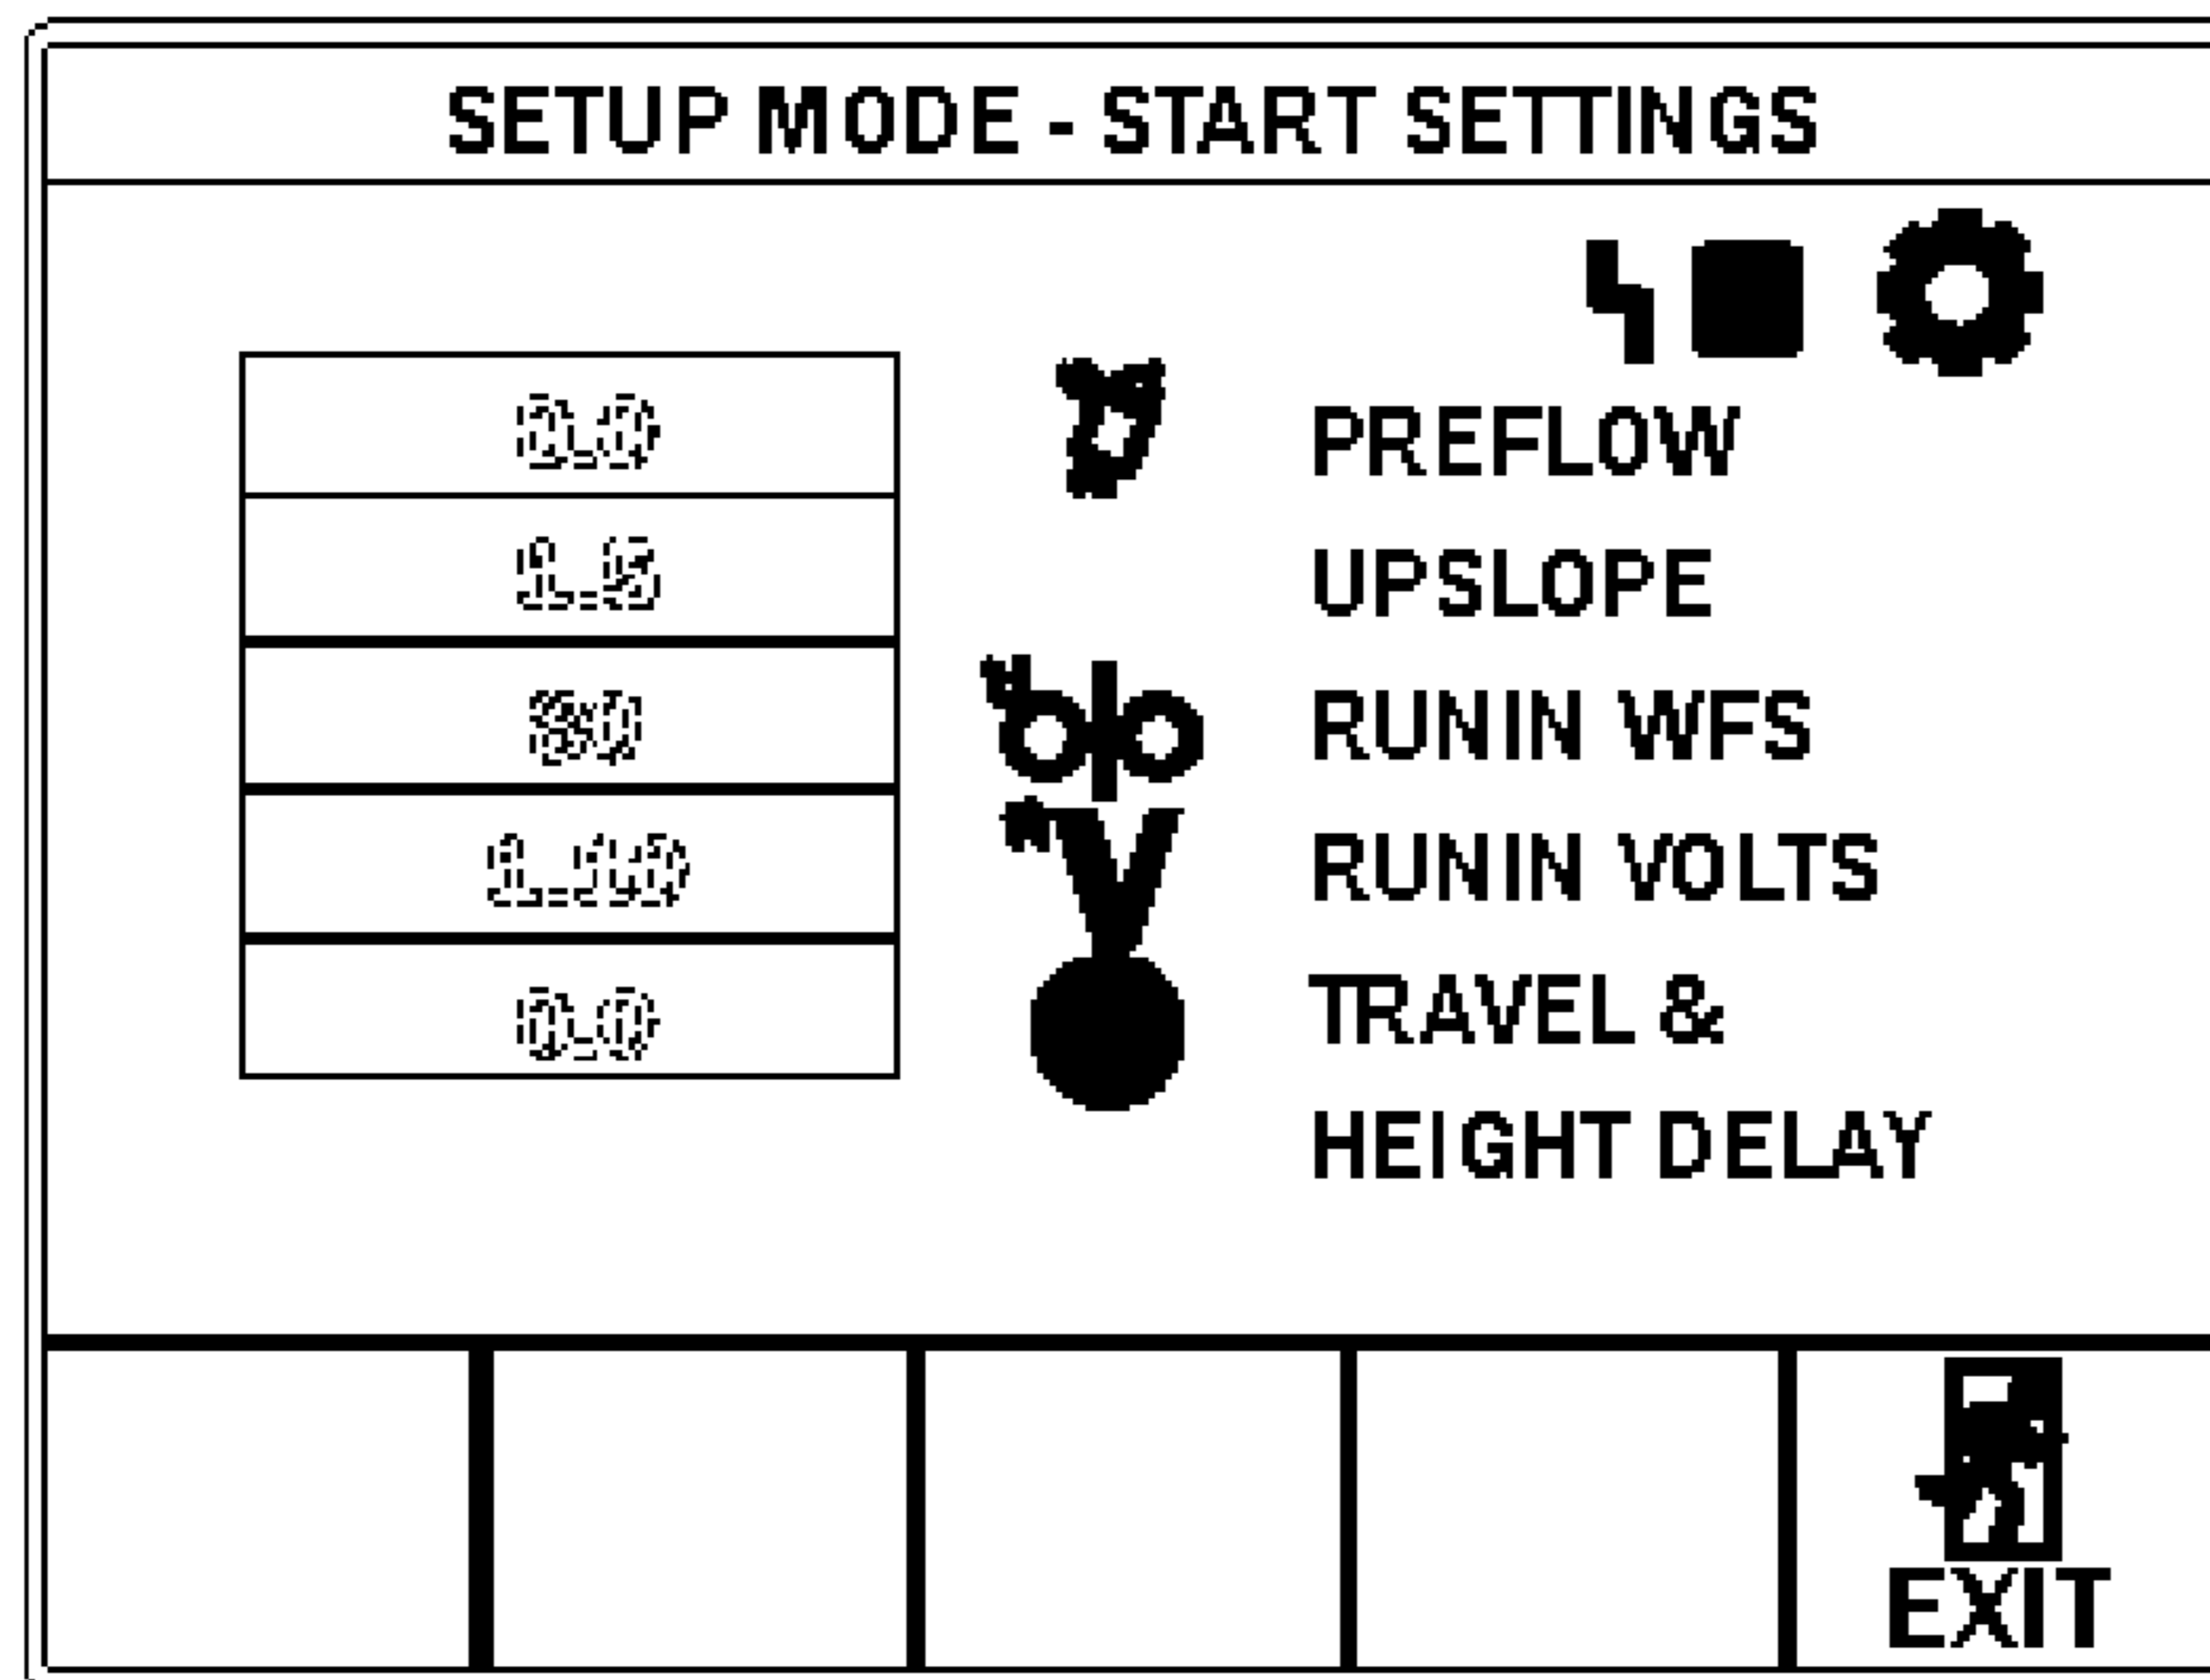 SETUP MODE - START SETTINGS
PREFLOW
UPSLOPE
RUNIN WFS
RUNIN VOLTS
TRAVEL &
HEIGHT DELAY
EXIT